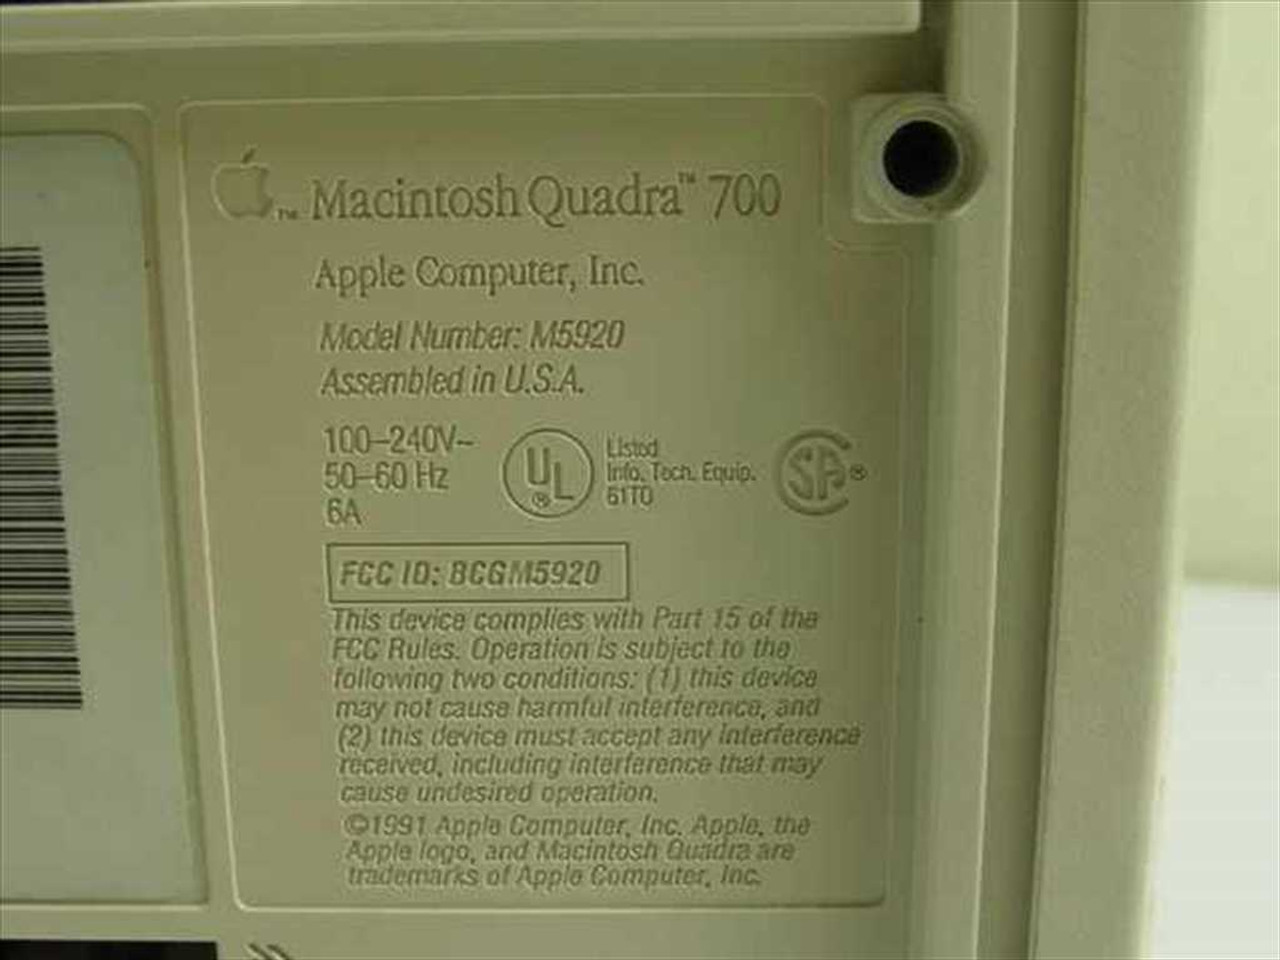 ™ Macintosh Quadra™ 700
Apple Computer, Inc.
Model Number: M5920
Assembled in U.S.A.
100–240V~
50–60 Hz
6A
UL®
Listed
Info. Tech. Equip.
61T0
SA®
FCC ID: BCGM5920
This device complies with Part 15 of the
FCC Rules. Operation is subject to the
following two conditions: (1) this device
may not cause harmful interference, and
(2) this device must accept any interference
received, including interference that may
cause undesired operation.
©1991 Apple Computer, Inc. Apple, the
Apple logo, and Macintosh Quadra are
trademarks of Apple Computer, Inc.